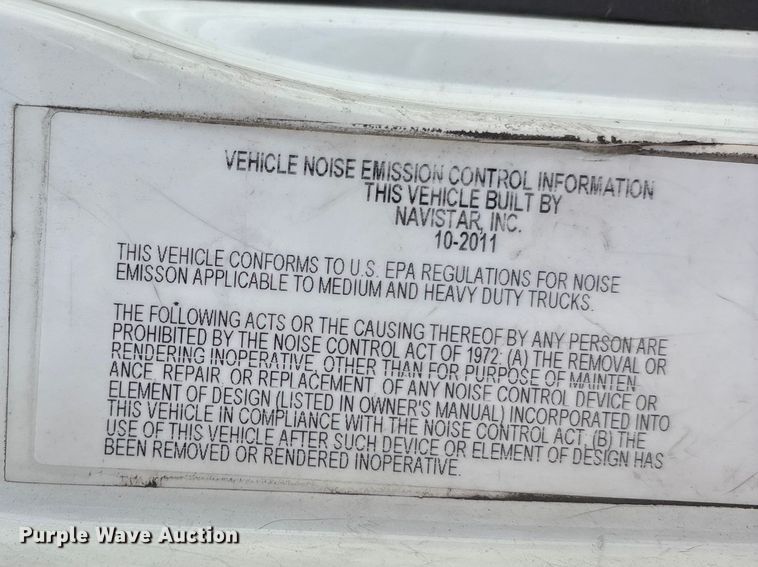 VEHICLE NOISE EMISSION CONTROL INFORMATION
THIS VEHICLE BUILT BY
NAVISTAR, INC.
10-2011
THIS VEHICLE CONFORMS TO U.S. EPA REGULATIONS FOR NOISE
EMISSON APPLICABLE TO MEDIUM AND HEAVY DUTY TRUCKS.
THE FOLLOWING ACTS OR THE CAUSING THEREOF BY ANY PERSON ARE
PROHIBITED BY THE NOISE CONTROL ACT OF 1972: (A) THE REMOVAL OR
RENDERING INOPERATIVE, OTHER THAN FOR PURPOSE OF MAINTEN
ANCE, REPAIR, OR REPLACEMENT, OF ANY NOISE CONTROL DEVICE OR
ELEMENT OF DESIGN (LISTED IN OWNER'S MANUAL) INCORPORATED INTO
THIS VEHICLE IN COMPLIANCE WITH THE NOISE CONTROL ACT; (B) THE
USE OF THIS VEHICLE AFTER SUCH DEVICE OR ELEMENT OF DESIGN HAS
BEEN REMOVED OR RENDERED INOPERATIVE.
Purple Wave Auction